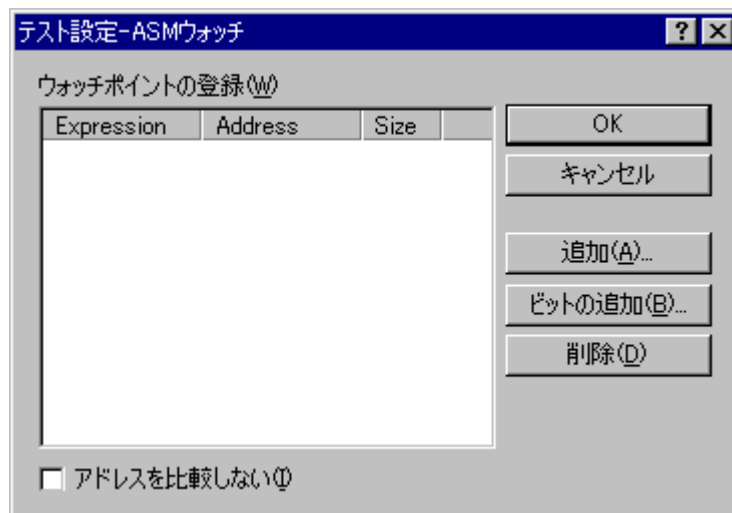 テスト設定-ASMウォッチ
ウォッチポイントの登録(W)
Expression Address Size
OK
キャンセル
追加(A)...
ビットの追加(B)...
削除(D)
アドレスを比較しない(I)